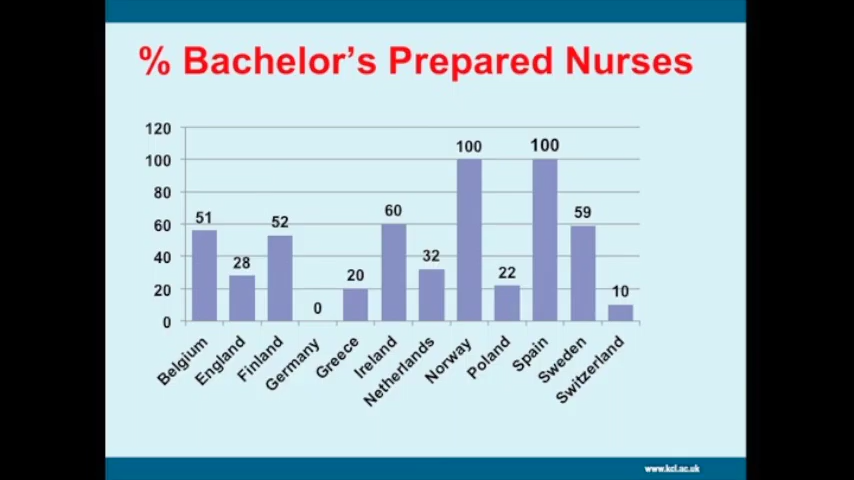 % Bachelor's Prepared Nurses
120
100
80
60
40
20
0
51
28
52
0
20
60
32
100
22
100
59
10
Belgium
England
Finland
Germany
Greece
Ireland
Netherlands
Norway
Poland
Spain
Sweden
Switzerland
www.kcl.ac.uk